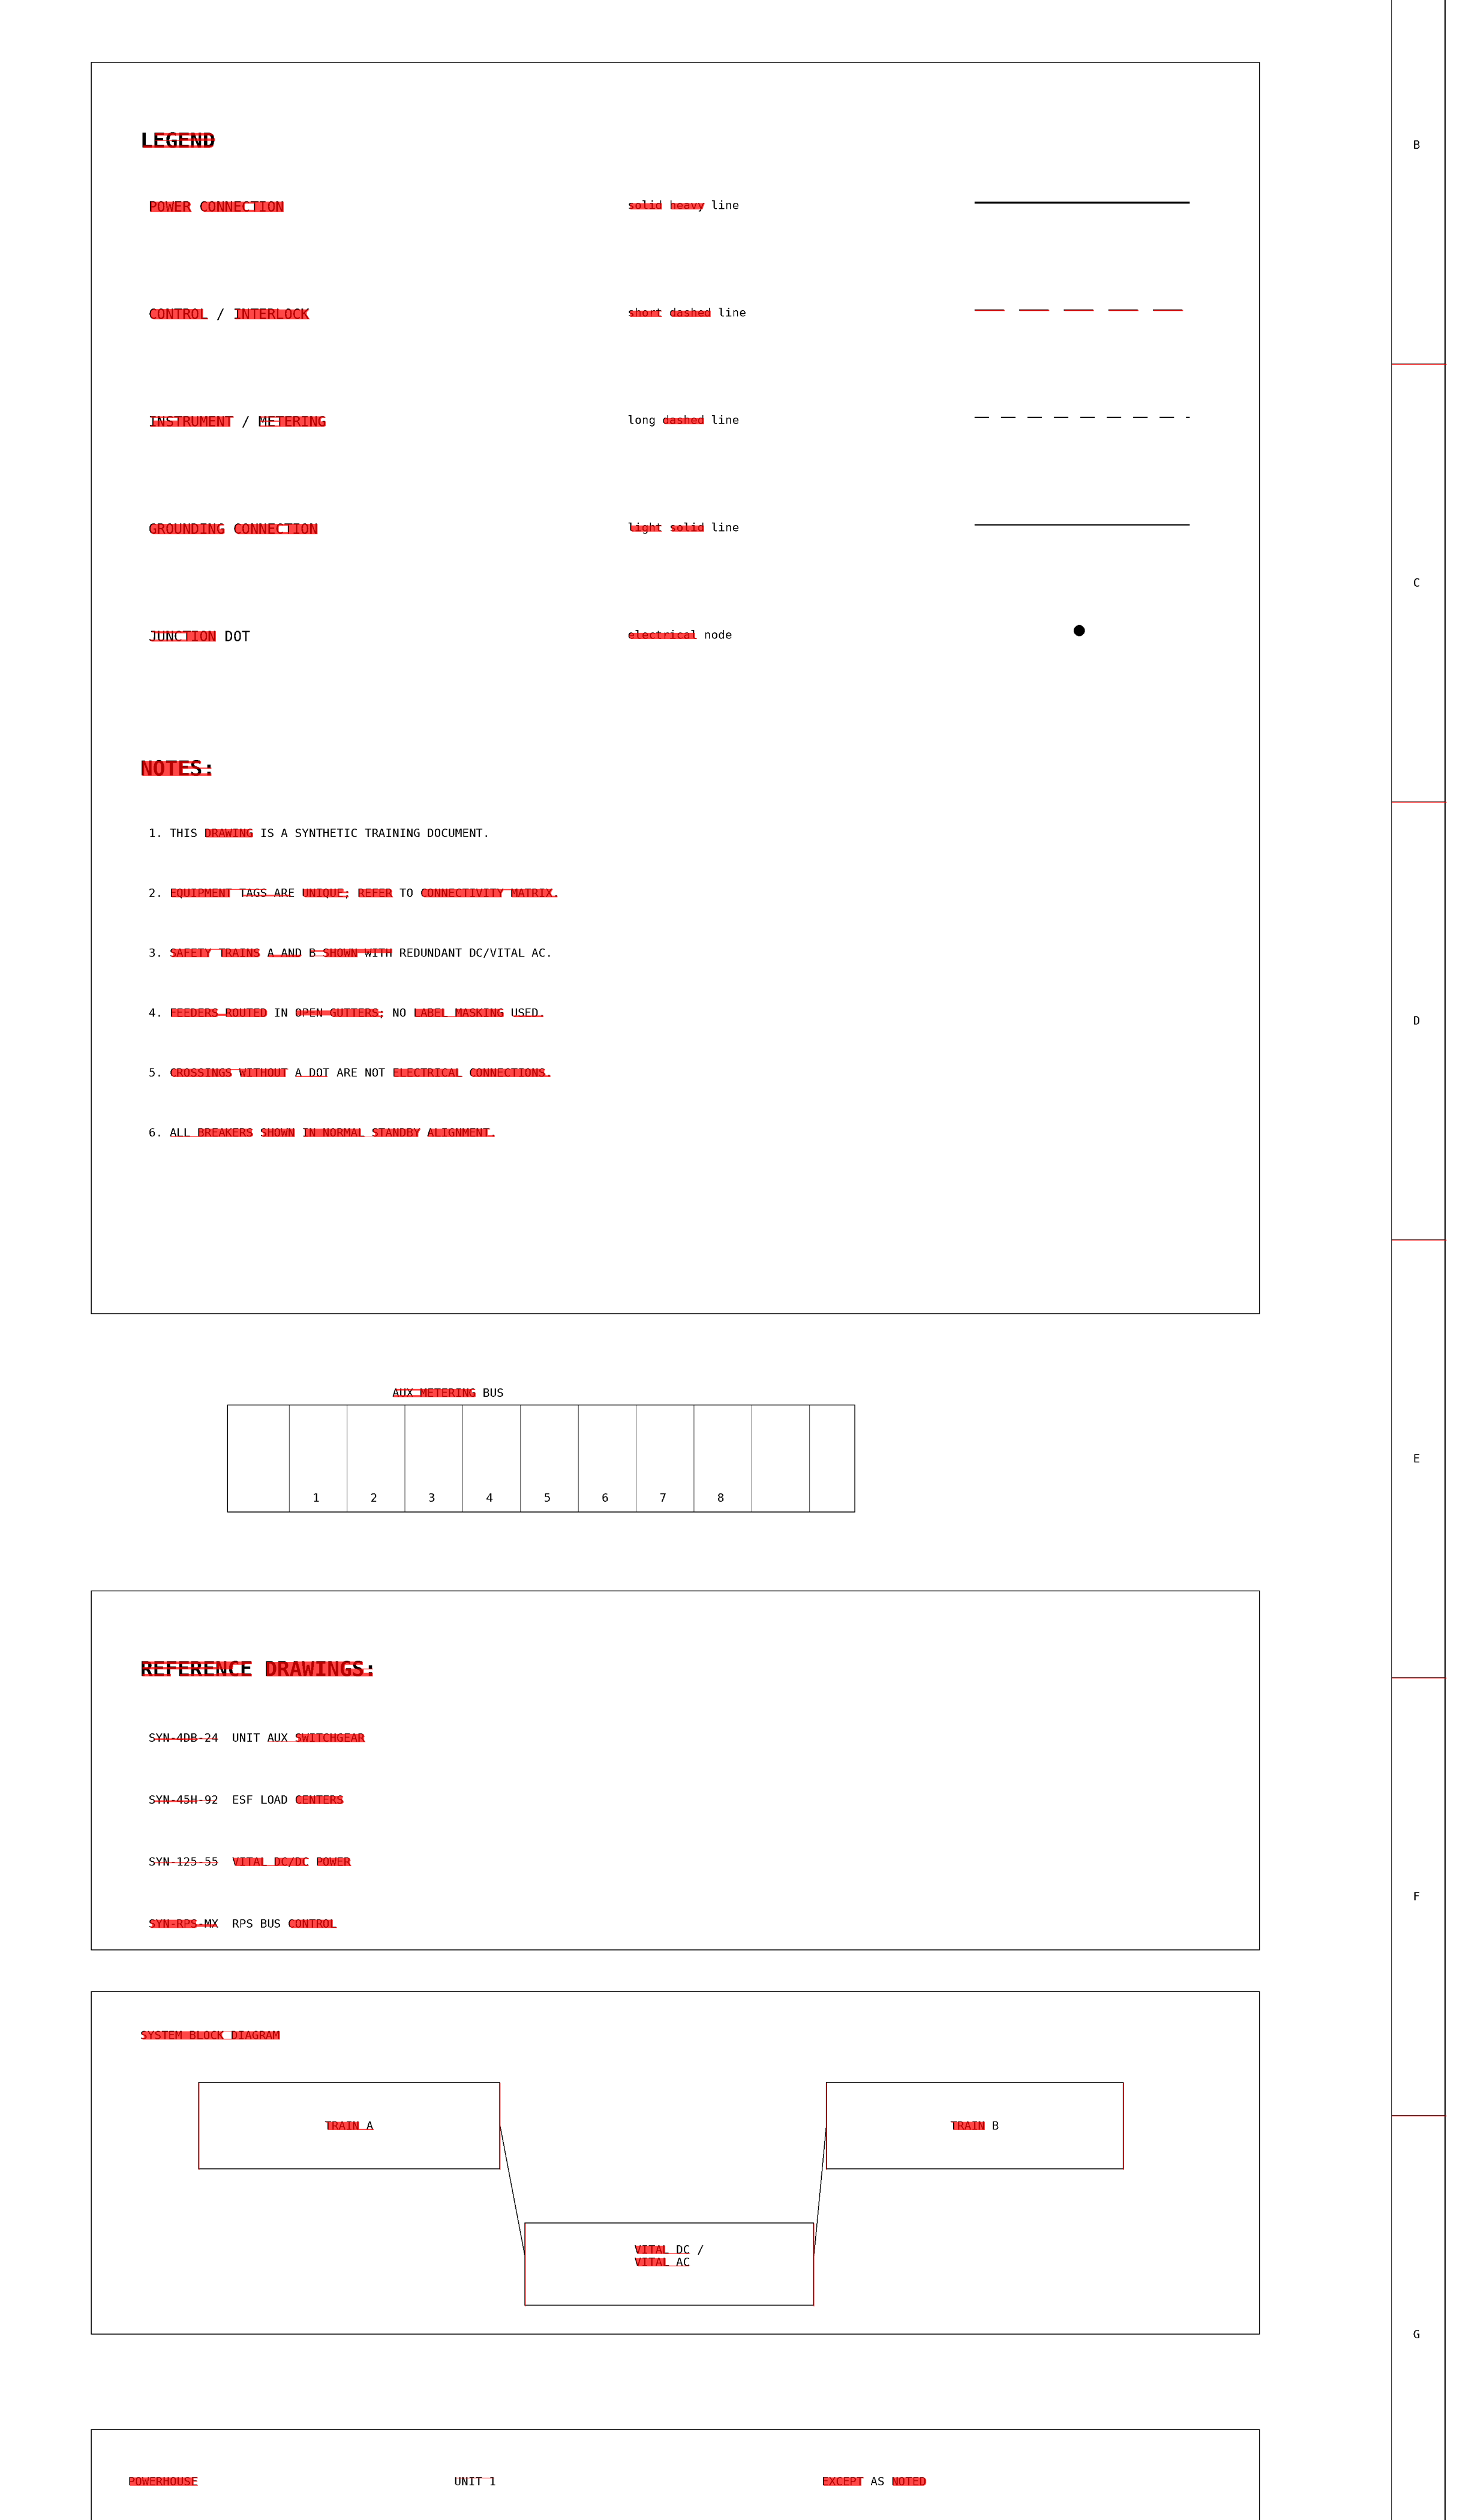 LEGEND
POWER CONNECTION solid heavy line
B
CONTROL / INTERLOCK short dashed line
INSTRUMENT / METERING long dashed line
GROUNDING CONNECTION light solid line
C
JUNCTION DOT electrical node
NOTES:
1. THIS DRAWING IS A SYNTHETIC TRAINING DOCUMENT.
2. EQUIPMENT TAGS ARE UNIQUE; REFER TO CONNECTIVITY MATRIX.
3. SAFETY TRAINS A AND B SHOWN WITH REDUNDANT DC/VITAL AC.
4. FEEDERS ROUTED IN OPEN GUTTERS; NO LABEL MASKING USED.
D
5. CROSSINGS WITHOUT A DOT ARE NOT ELECTRICAL CONNECTIONS.
6. ALL BREAKERS SHOWN IN NORMAL STANDBY ALIGNMENT.
AUX METERING BUS
1 2 3 4 5 6 7 8
E
REFERENCE DRAWINGS:
SYN-4DB-24 UNIT AUX SWITCHGEAR
SYN-45H-92 ESF LOAD CENTERS
SYN-125-55 VITAL DC/DC POWER
SYN-RPS-MX RPS BUS CONTROL
F
SYSTEM BLOCK DIAGRAM
TRAIN A
TRAIN B
VITAL DC /
VITAL AC
G
POWERHOUSE UNIT 1 EXCEPT AS NOTED